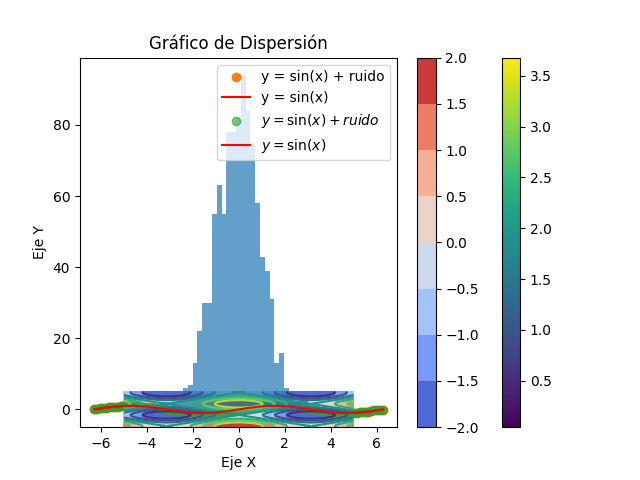 Gráfico de Dispersión
y = sin(x) + ruido
y = sin(x)
y = sin(x) + ruido
y = sin(x)
Eje Y
80
60
40
20
0
−6 −4 −2 0 2 4 6
Eje X
2.0
1.5
1.0
0.5
0.0
−0.5
−1.0
−1.5
−2.0
3.5
3.0
2.5
2.0
1.5
1.0
0.5